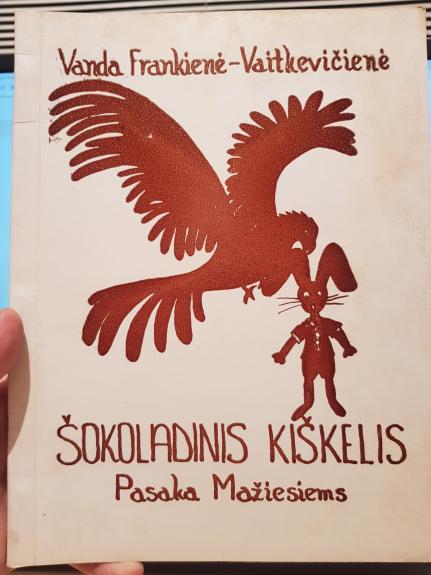 Vanda Frankienė-Vaitkevičienė
ŠOKOLADINIS KIŠKELIS
Pasaka Mažiesiems